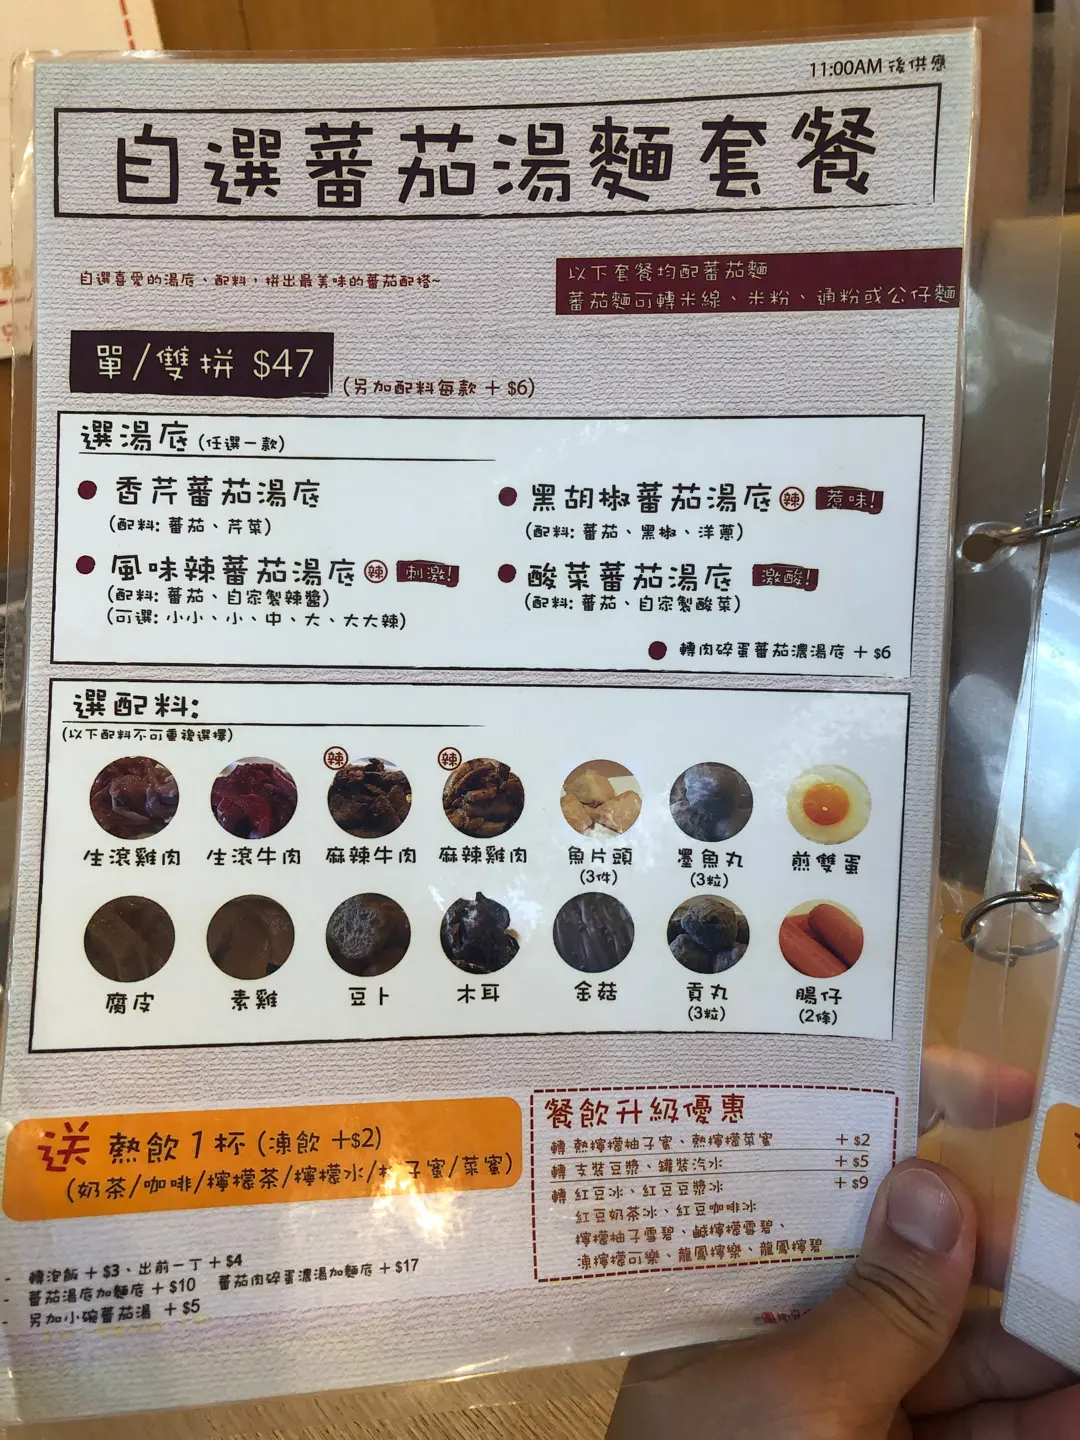 11:00AM 後供應
自選蕃茄湯麵套餐
自選喜愛的湯底、配料，拼出最美味的蕃茄配搭~
以下套餐均配蕃茄麵
蕃茄麵可轉米線、米粉、通粉或公仔麵
單/雙拼 $47
(另加配料每款 + $6)
選湯底 (任選一款)
香芹蕃茄湯底
(配料: 蕃茄、芹菜)
黑胡椒蕃茄湯底 辣 惹味!
(配料: 蕃茄、黑椒、洋蔥)
風味辣蕃茄湯底 辣 刺激!
(配料: 蕃茄、自家製辣醬)
(可選: 小小、小、中、大、大大辣)
酸菜蕃茄湯底 激酸!
(配料: 蕃茄、自家製酸菜)
轉肉碎蛋蕃茄濃湯底 + $6
選配料:
(以下配料不可重複選擇)
辣 辣
生滾雞肉 生滾牛肉 麻辣牛肉 麻辣雞肉 魚片頭 墨魚丸 煎雙蛋
(3件) (3粒)
腐皮 素雞 豆卜 木耳 金菇 貢丸 腸仔
(3粒) (2條)
送 熱飲1杯 (凍飲 +$2)
(奶茶/咖啡/檸檬茶/檸檬水/柚子蜜/菜蜜)
餐飲升級優惠
轉 熱檸檬柚子蜜、熱檸檬菜蜜 + $2
轉 支裝豆漿、罐裝汽水 + $5
轉 紅豆冰、紅豆豆漿冰 + $9
紅豆奶茶冰、紅豆咖啡冰
檸檬柚子雪碧、鹹檸檬雪碧、
凍檸檬可樂、龍鳳檸樂、龍鳳檸碧
- 轉泡飯 + $3、出前一丁 + $4
- 蕃茄湯底加麵底 + $10 蕃茄肉碎蛋濃湯加麵底 + $17
- 另加小碗蕃茄湯 + $5